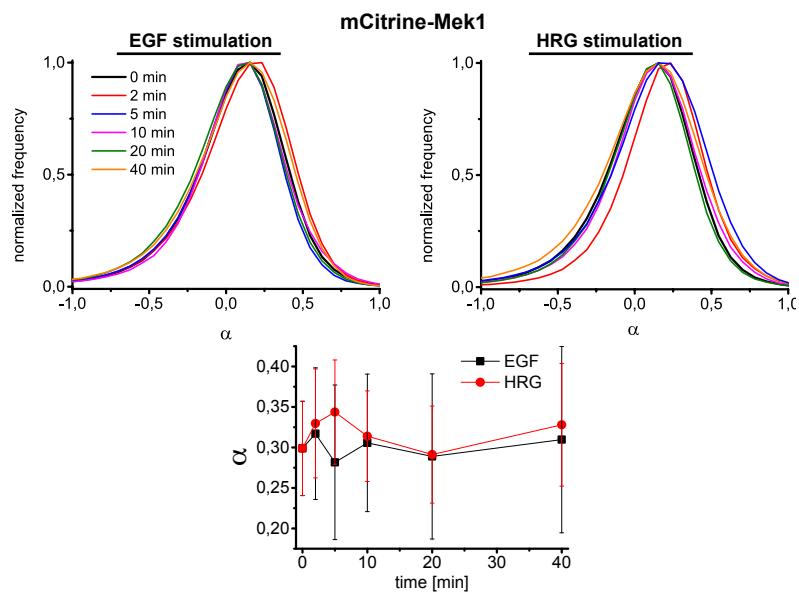 mCitrine-Mek1
EGF stimulation
HRG stimulation
1,0
0,5
0,0
normalized frequency
0 min
2 min
5 min
10 min
20 min
40 min
-1,0 -0,5 0,0 0,5 1,0
α
1,0
0,5
0,0
normalized frequency
-1,0 -0,5 0,0 0,5 1,0
α
0,40
0,35
0,30
0,25
0,20
α
EGF
HRG
0 10 20 30 40
time [min]